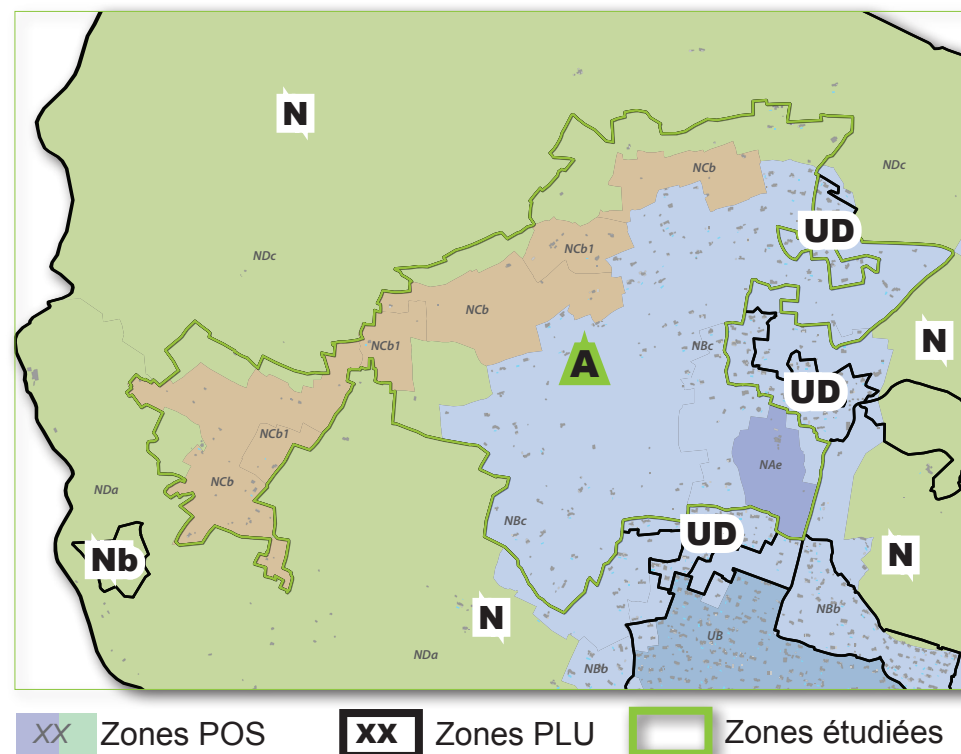 N
NDc
NCb
UD
NCb1
NDc
NCb
NCb1
NBc
N
A
UD
NCb1
NAe
NCb
NDa
NBc
UD
Nb
N
NBb
N
UB
NDa
NBb
XX Zones POS XX Zones PLU Zones étudiées